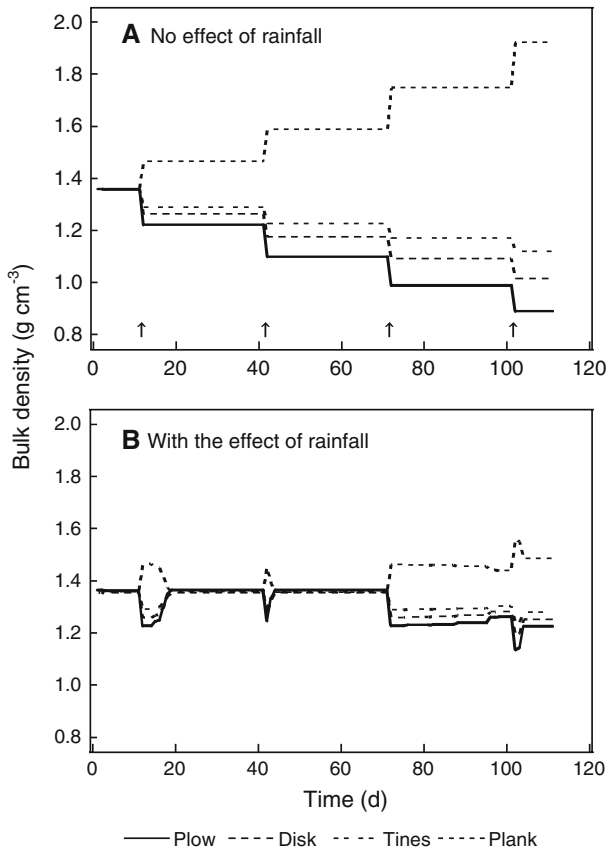 Bulk density (g cm⁻³)
A No effect of rainfall
2.0
1.8
1.6
1.4
1.2
1.0
0.8
↑ ↑ ↑ ↑
0 20 40 60 80 100 120
B With the effect of rainfall
2.0
1.8
1.6
1.4
1.2
1.0
0.8
0 20 40 60 80 100 120
Time (d)
Plow Disk Tines Plank